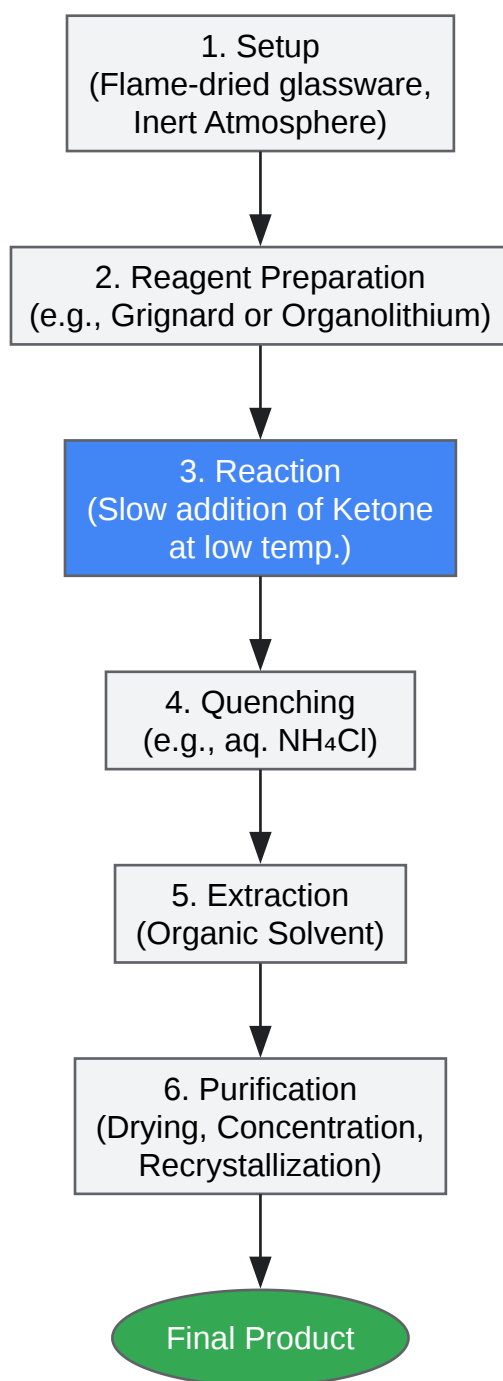 1. Setup
(Flame-dried glassware,
Inert Atmosphere)
2. Reagent Preparation
(e.g., Grignard or Organolithium)
3. Reaction
(Slow addition of Ketone
at low temp.)
4. Quenching
(e.g., aq. NH₄Cl)
5. Extraction
(Organic Solvent)
6. Purification
(Drying, Concentration,
Recrystallization)
Final Product